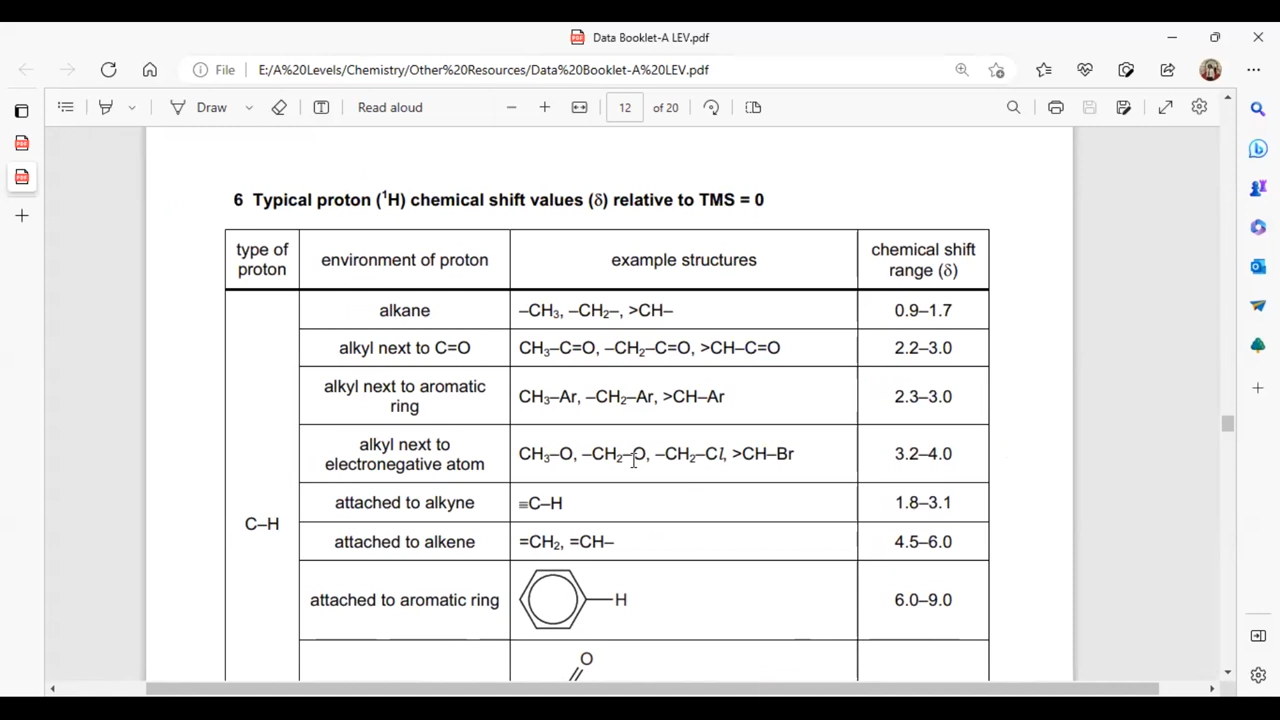 Data Booklet-A LEV.pdf
File E:/A%20Levels/Chemistry/Other%20Resources/Data%20Booklet-A%20LEV.pdf
Draw Read aloud 12 of 20
6 Typical proton (¹H) chemical shift values (δ) relative to TMS = 0
type of proton environment of proton example structures chemical shift range (δ)
C–H
alkane –CH₃, –CH₂–, >CH– 0.9–1.7
alkyl next to C=O CH₃–C=O, –CH₂–C=O, >CH–C=O 2.2–3.0
alkyl next to aromatic ring CH₃–Ar, –CH₂–Ar, >CH–Ar 2.3–3.0
alkyl next to electronegative atom CH₃–O, –CH₂–O, –CH₂–Cl, >CH–Br 3.2–4.0
attached to alkyne ≡C–H 1.8–3.1
attached to alkene =CH₂, =CH– 4.5–6.0
attached to aromatic ring H 6.0–9.0
O